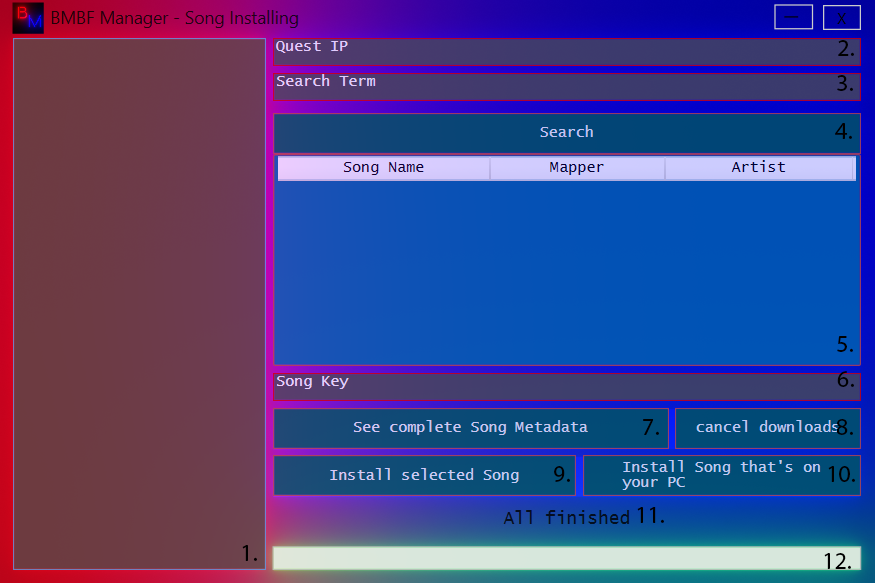 BM BMBF Manager - Song Installing — X
Quest IP 2.
Search Term 3.
Search 4.
Song Name Mapper Artist
5.
Song Key 6.
See complete Song Metadata 7. cancel downloads 8.
Install selected Song 9. Install Song that's on
your PC 10.
All finished 11.
1. 12.